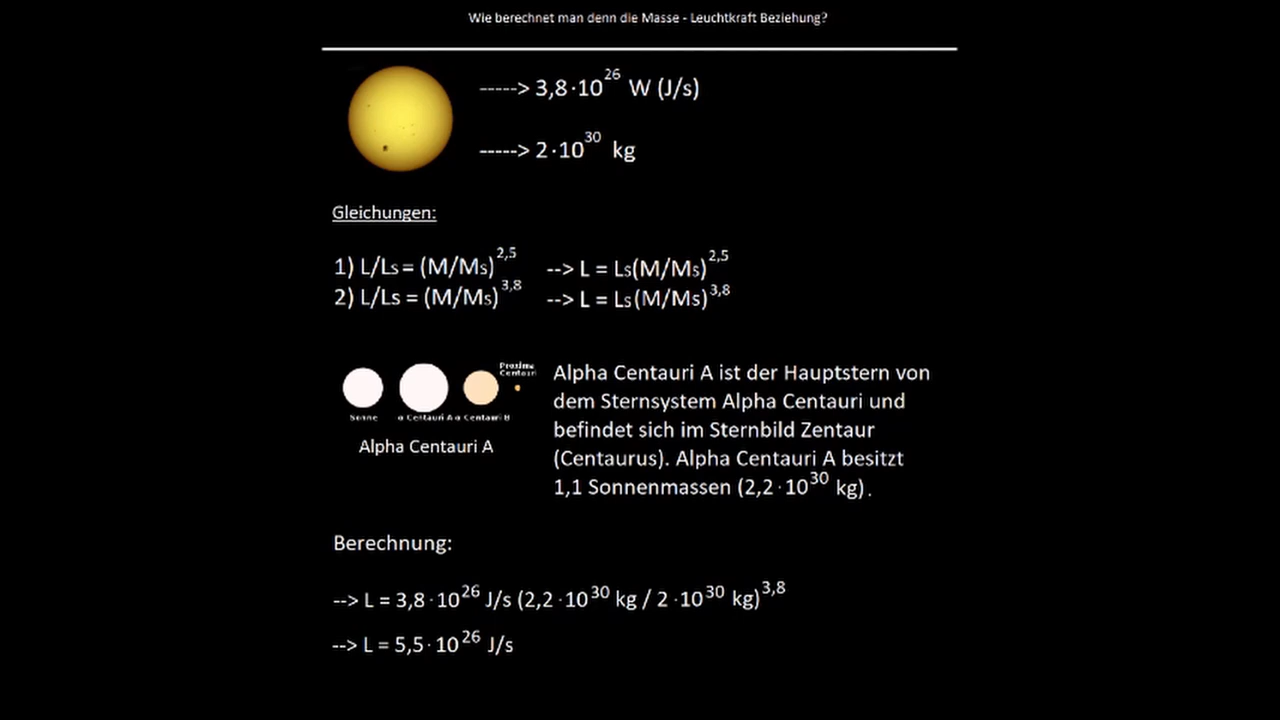 Wie berechnet man denn die Masse - Leuchtkraft Beziehung?
-----> 3,8·10^26 W (J/s)
-----> 2·10^30 kg
Gleichungen:
1) L/Ls = (M/Ms)^2,5 --> L = Ls(M/Ms)^2,5
2) L/Ls = (M/Ms)^3,8 --> L = Ls(M/Ms)^3,8
Proxima
Centauri
Sonne α Centauri A α Centauri B
Alpha Centauri A
Alpha Centauri A ist der Hauptstern von
dem Sternsystem Alpha Centauri und
befindet sich im Sternbild Zentaur
(Centaurus). Alpha Centauri A besitzt
1,1 Sonnenmassen (2,2·10^30 kg).
Berechnung:
--> L = 3,8·10^26 J/s (2,2·10^30 kg / 2·10^30 kg)^3,8
--> L = 5,5·10^26 J/s